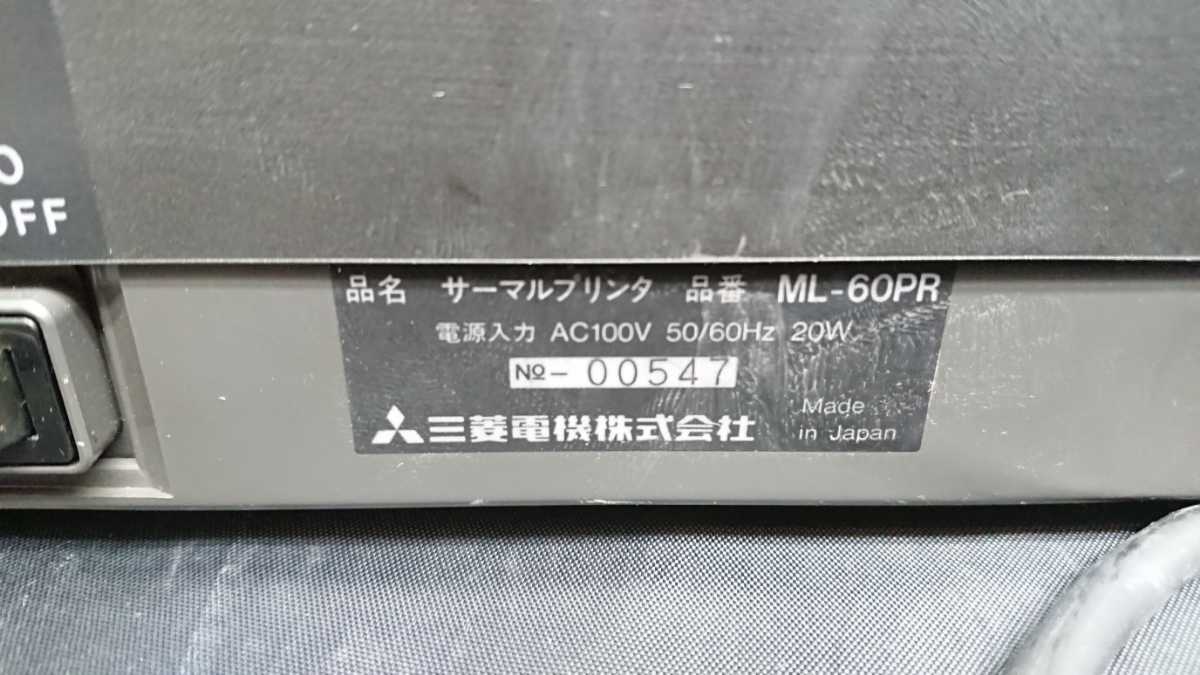 O
OFF
品名 サーマルプリンタ 品番 ML-60PR
電源入力 AC100V 50/60Hz 20W
№- 00547
三菱電機株式会社
Made
in Japan